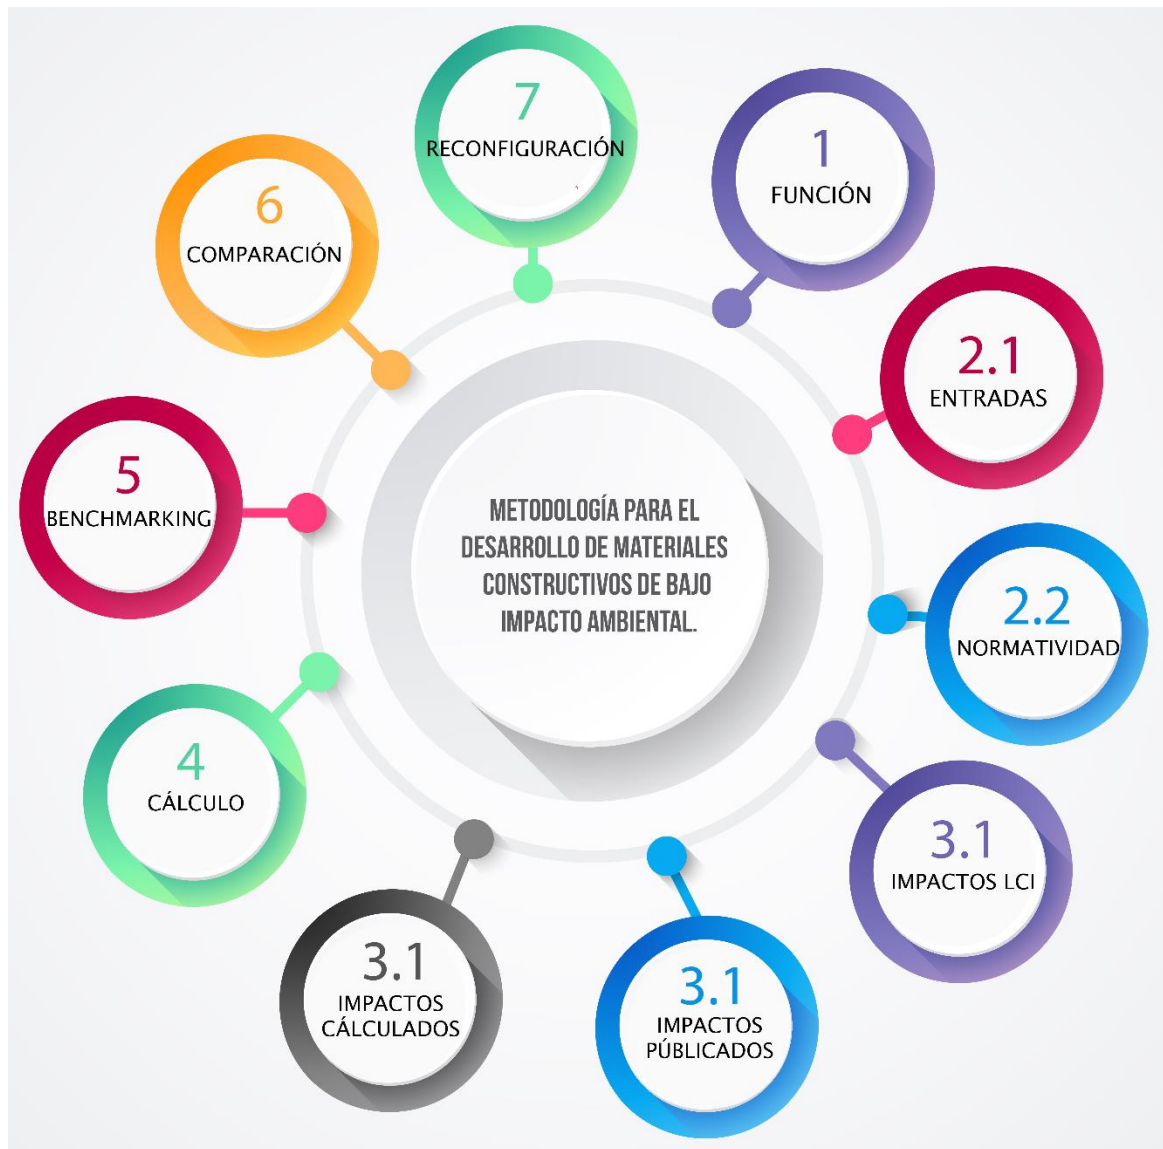 METODOLOGÍA PARA EL
DESARROLLO DE MATERIALES
CONSTRUCTIVOS DE BAJO
IMPACTO AMBIENTAL.
1
FUNCIÓN
2.1
ENTRADAS
2.2
NORMATIVIDAD
3.1
IMPACTOS LCI
3.1
IMPACTOS
PÚBLICADOS
3.1
IMPACTOS
CÁLCULADOS
4
CÁLCULO
5
BENCHMARKING
6
COMPARACIÓN
7
RECONFIGURACIÓN